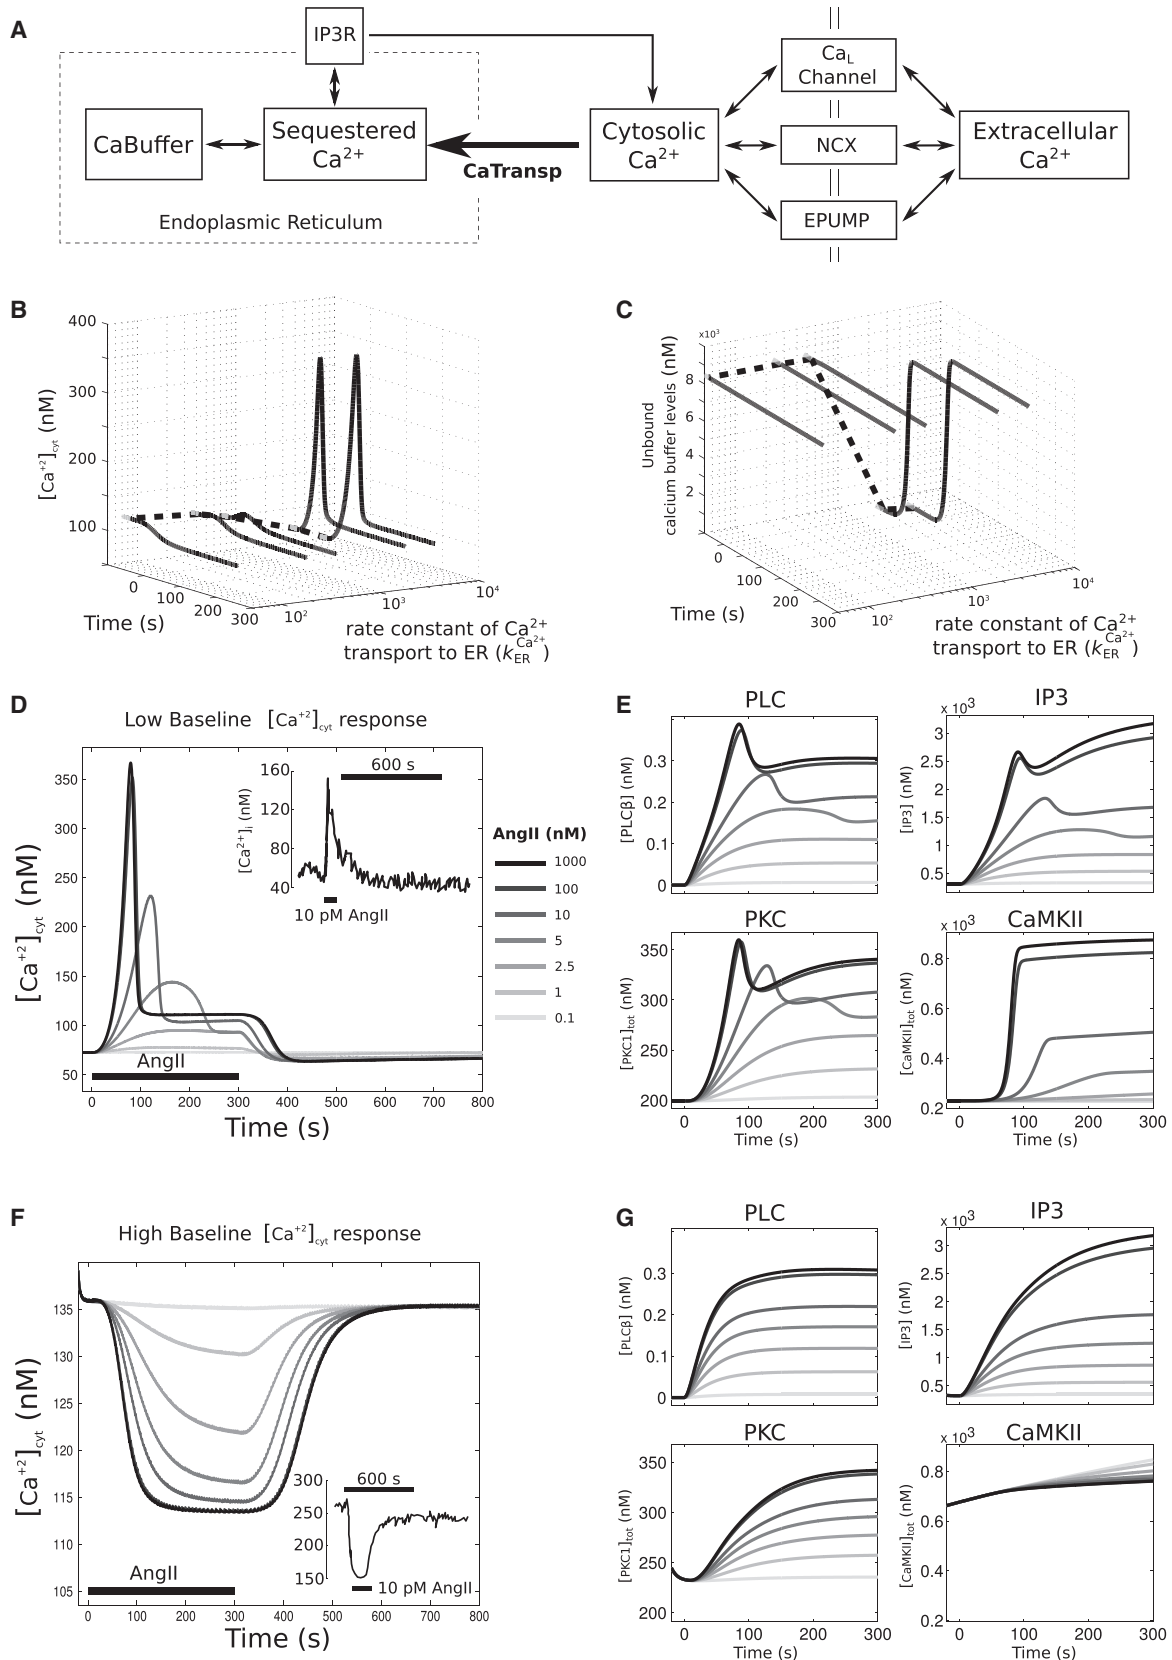 A
IP3R
CaBuffer
Sequestered
Ca2+
CaTransp
Endoplasmic Reticulum
Cytosolic
Ca2+
CaL
Channel
NCX
EPUMP
Extracellular
Ca2+
B
400
300
200
100
[Ca+2]cyt (nM)
0
100
200
300
Time (s)
10^2
10^3
10^4
rate constant of Ca2+
transport to ER (kER Ca2+)
C
x10^3
8
6
4
2
Unbound
calcium buffer levels (nM)
0
100
200
300
Time (s)
10^2
10^3
10^4
rate constant of Ca2+
transport to ER (kER Ca2+)
D
Low Baseline [Ca+2]cyt response
350
300
250
200
150
100
50
[Ca+2]cyt (nM)
160
120
80
40
[Ca2+]i (nM)
600 s
10 pM AngII
AngII (nM)
1000
100
10
5
2.5
1
0.1
AngII
0 100 200 300 400 500 600 700 800
Time (s)
E
PLC
0.3
0.2
0.1
0
[PLCβ] (nM)
IP3
x 10^3
3
2.5
2
1.5
1
0.5
[IP3] (nM)
PKC
350
300
250
200
[PKC1]tot (nM)
0 100 200 300
Time (s)
CaMKII
x 10^3
0.8
0.6
0.4
0.2
[CaMKII]tot (nM)
0 100 200 300
Time (s)
F
High Baseline [Ca+2]cyt response
135
130
125
120
115
110
105
[Ca+2]cyt (nM)
300
250
200
150
600 s
10 pM AngII
AngII
0 100 200 300 400 500 600 700 800
Time (s)
G
PLC
0.3
0.2
0.1
0
[PLCβ] (nM)
IP3
x 10^3
3
2.5
2
1.5
1
0.5
[IP3] (nM)
PKC
350
300
250
200
[PKC1]tot (nM)
0 100 200 300
Time (s)
CaMKII
x 10^3
0.8
0.6
0.4
0.2
[CaMKII]tot (nM)
0 100 200 300
Time (s)